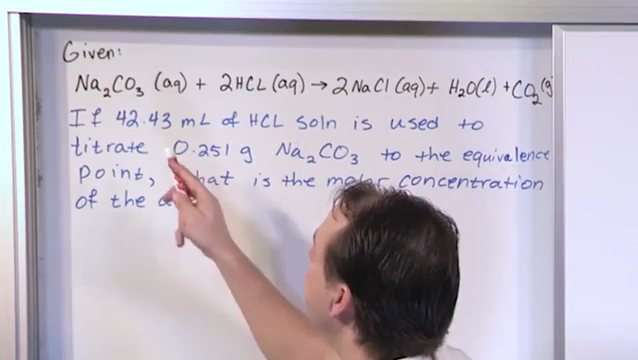 Given:
Na₂CO₃ (aq) + 2HCL (aq) → 2NaCl (aq) + H₂O(l) + CO₂(g
If 42.43 mL of HCL soln is used to
titrate 0.251 g Na₂CO₃ to the equivalence
point, what is the molar concentration
of the